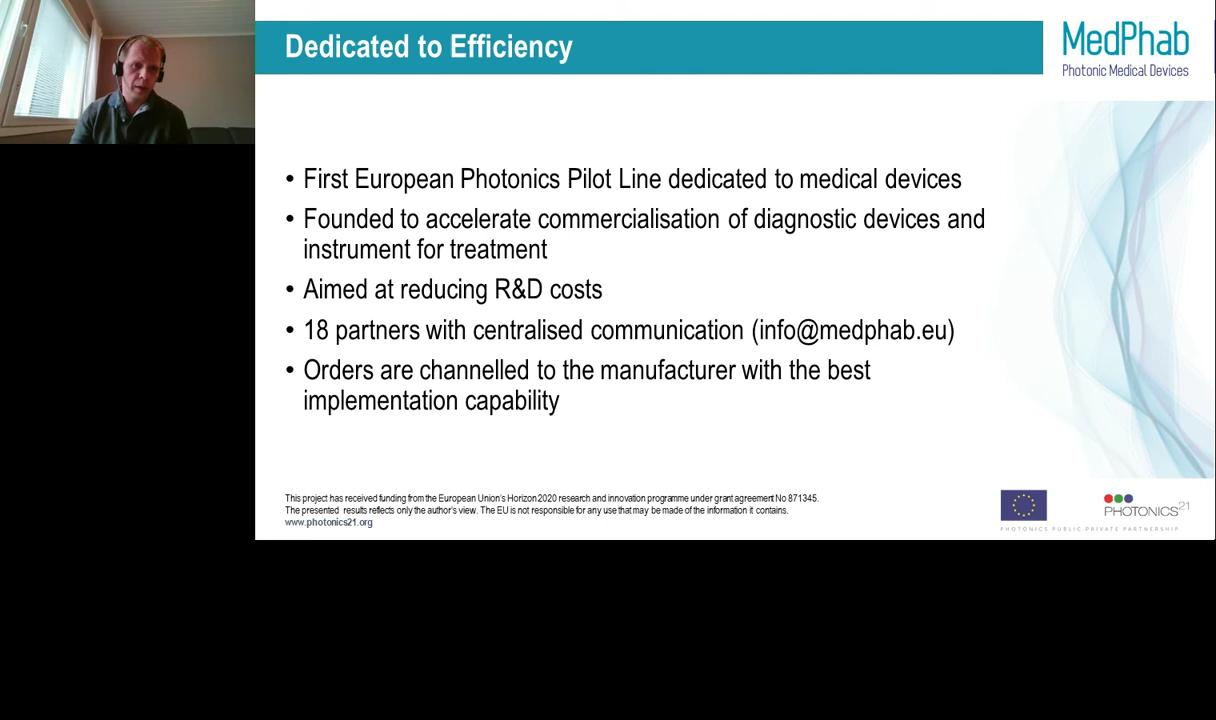 Dedicated to Efficiency
MedPhab
Photonic Medical Devices
• First European Photonics Pilot Line dedicated to medical devices
• Founded to accelerate commercialisation of diagnostic devices and
instrument for treatment
• Aimed at reducing R&D costs
• 18 partners with centralised communication (info@medphab.eu)
• Orders are channelled to the manufacturer with the best
implementation capability
This project has received funding from the European Union's Horizon 2020 research and innovation programme under grant agreement No 871345.
The presented results reflects only the author's view. The EU is not responsible for any use that may be made of the information it contains.
www.photonics21.org
PHOTONICS21
PHOTONICS PUBLIC PRIVATE PARTNERSHIP